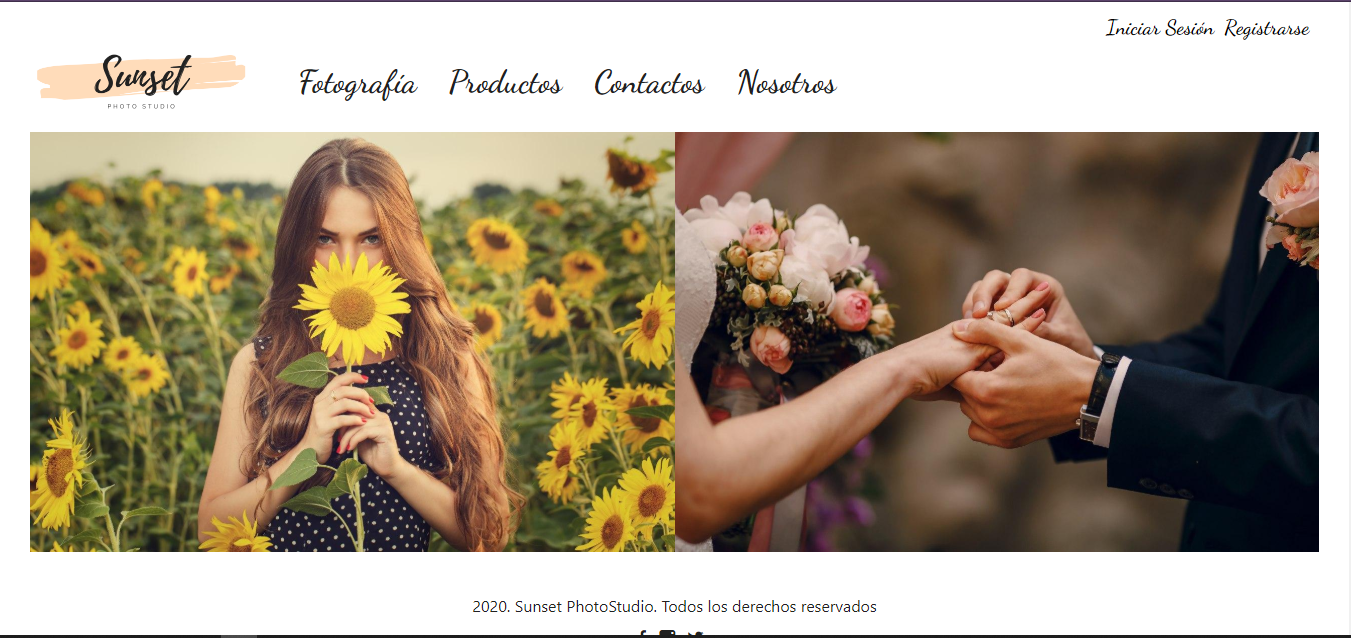 Iniciar Sesión Registrarse
Sunset
PHOTO STUDIO
Fotografía Productos Contactos Nosotros
2020. Sunset PhotoStudio. Todos los derechos reservados